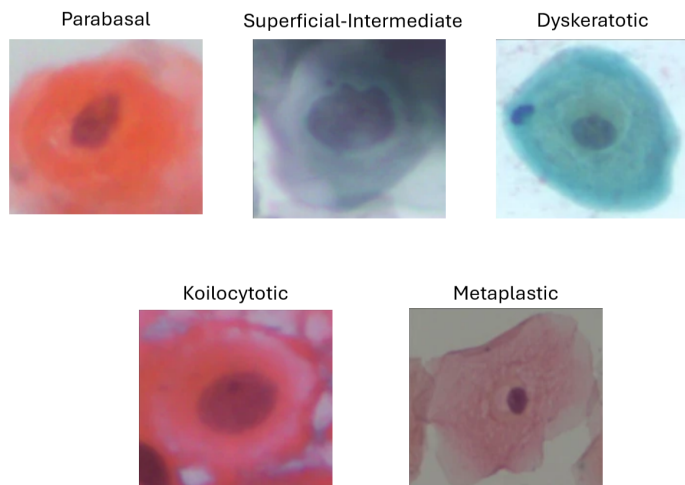 Parabasal
Superficial-Intermediate
Dyskeratotic
Koilocytotic
Metaplastic